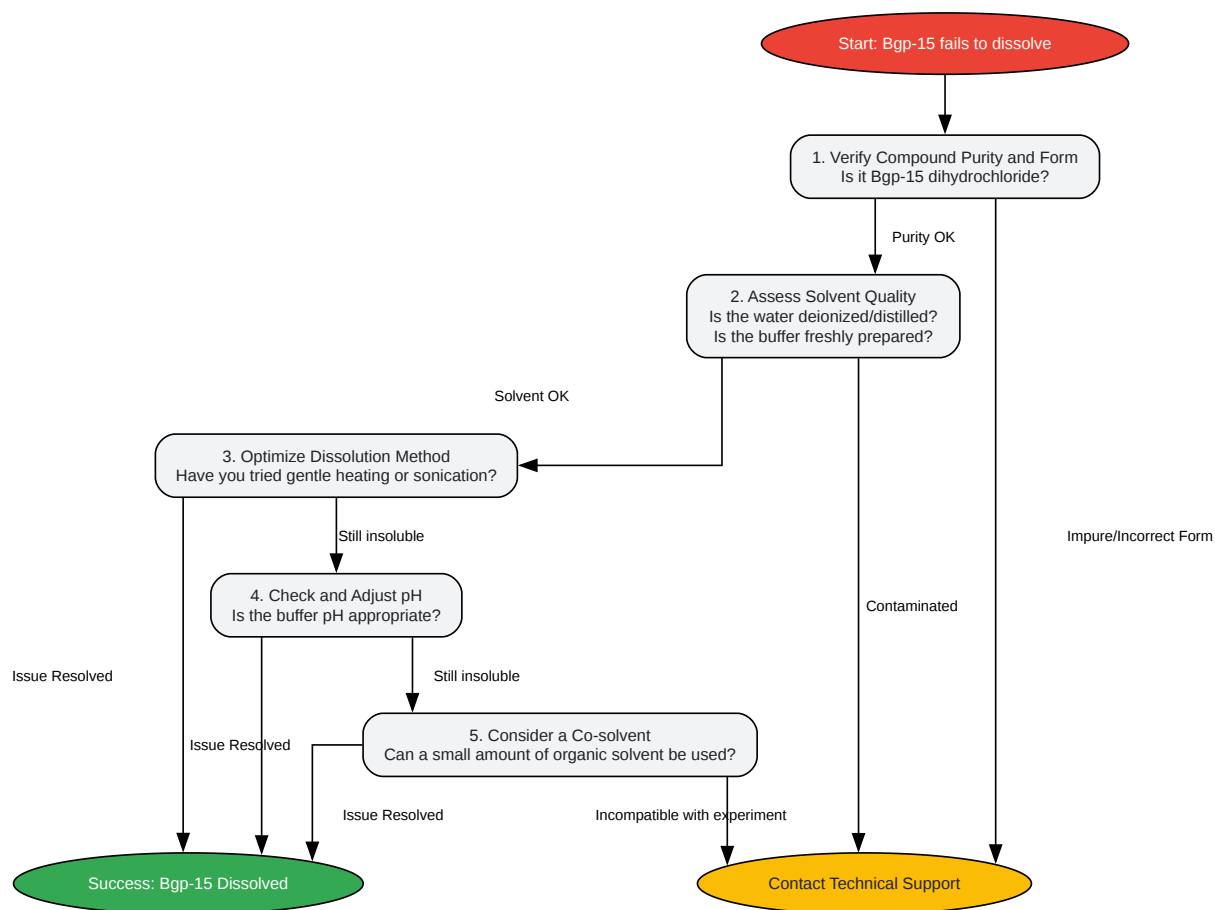 Start: Bgp-15 fails to dissolve
1. Verify Compound Purity and Form
Is it Bgp-15 dihydrochloride?
Purity OK
2. Assess Solvent Quality
Is the water deionized/distilled?
Is the buffer freshly prepared?
Solvent OK
3. Optimize Dissolution Method
Have you tried gentle heating or sonication?
Still insoluble
Impure/Incorrect Form
4. Check and Adjust pH
Is the buffer pH appropriate?
Contaminated
Issue Resolved
Still insoluble
5. Consider a Co-solvent
Can a small amount of organic solvent be used?
Issue Resolved
Issue Resolved
Incompatible with experiment
Success: Bgp-15 Dissolved
Contact Technical Support